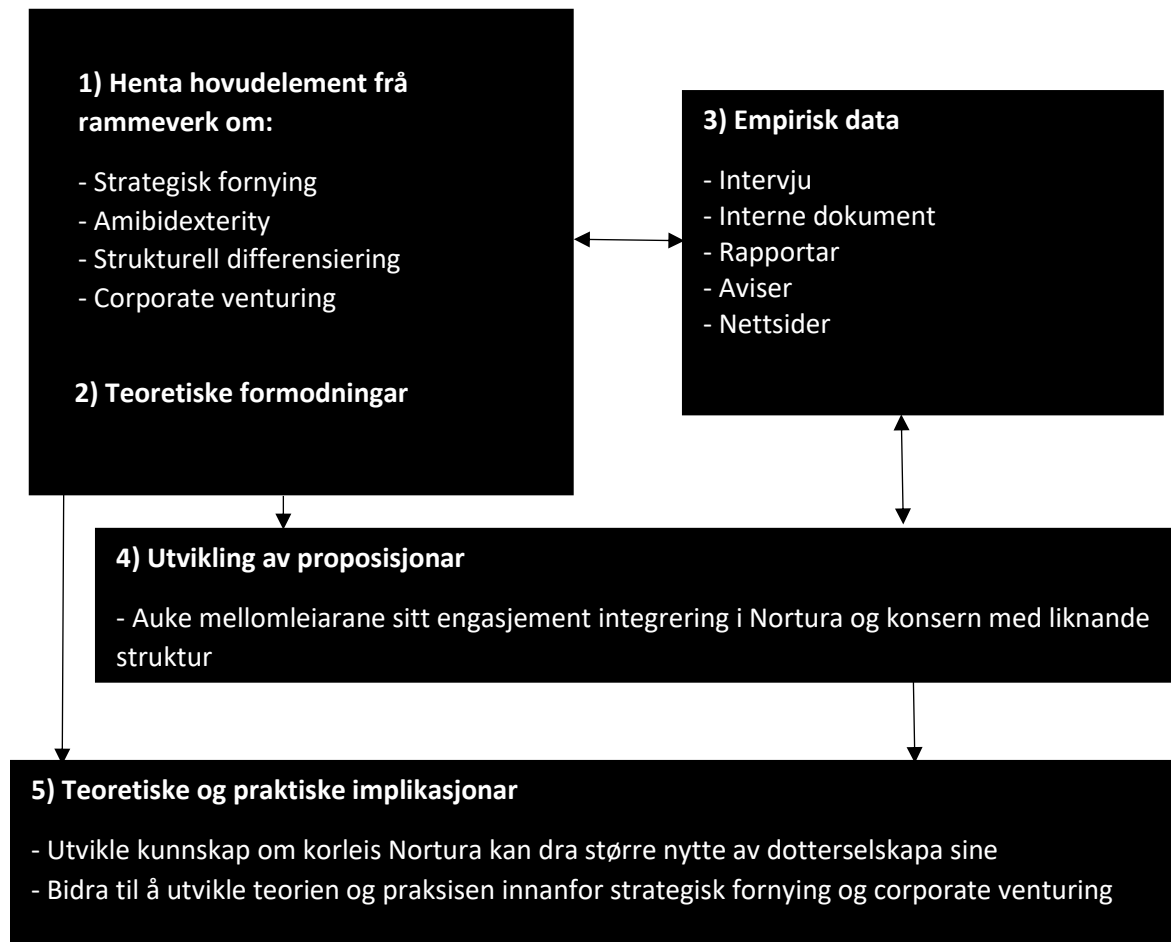 1) Henta hovudelement frå
rammeverk om:
- Strategisk fornying
- Amibidexterity
- Strukturell differensiering
- Corporate venturing
2) Teoretiske formodningar
3) Empirisk data
- Intervju
- Interne dokument
- Rapportar
- Aviser
- Nettsider
4) Utvikling av proposisjonar
- Auke mellomleiarane sitt engasjement integrering i Nortura og konsern med liknande
struktur
5) Teoretiske og praktiske implikasjonar
- Utvikle kunnskap om korleis Nortura kan dra større nytte av dotterselskapa sine
- Bidra til å utvikle teorien og praksisen innanfor strategisk fornying og corporate venturing